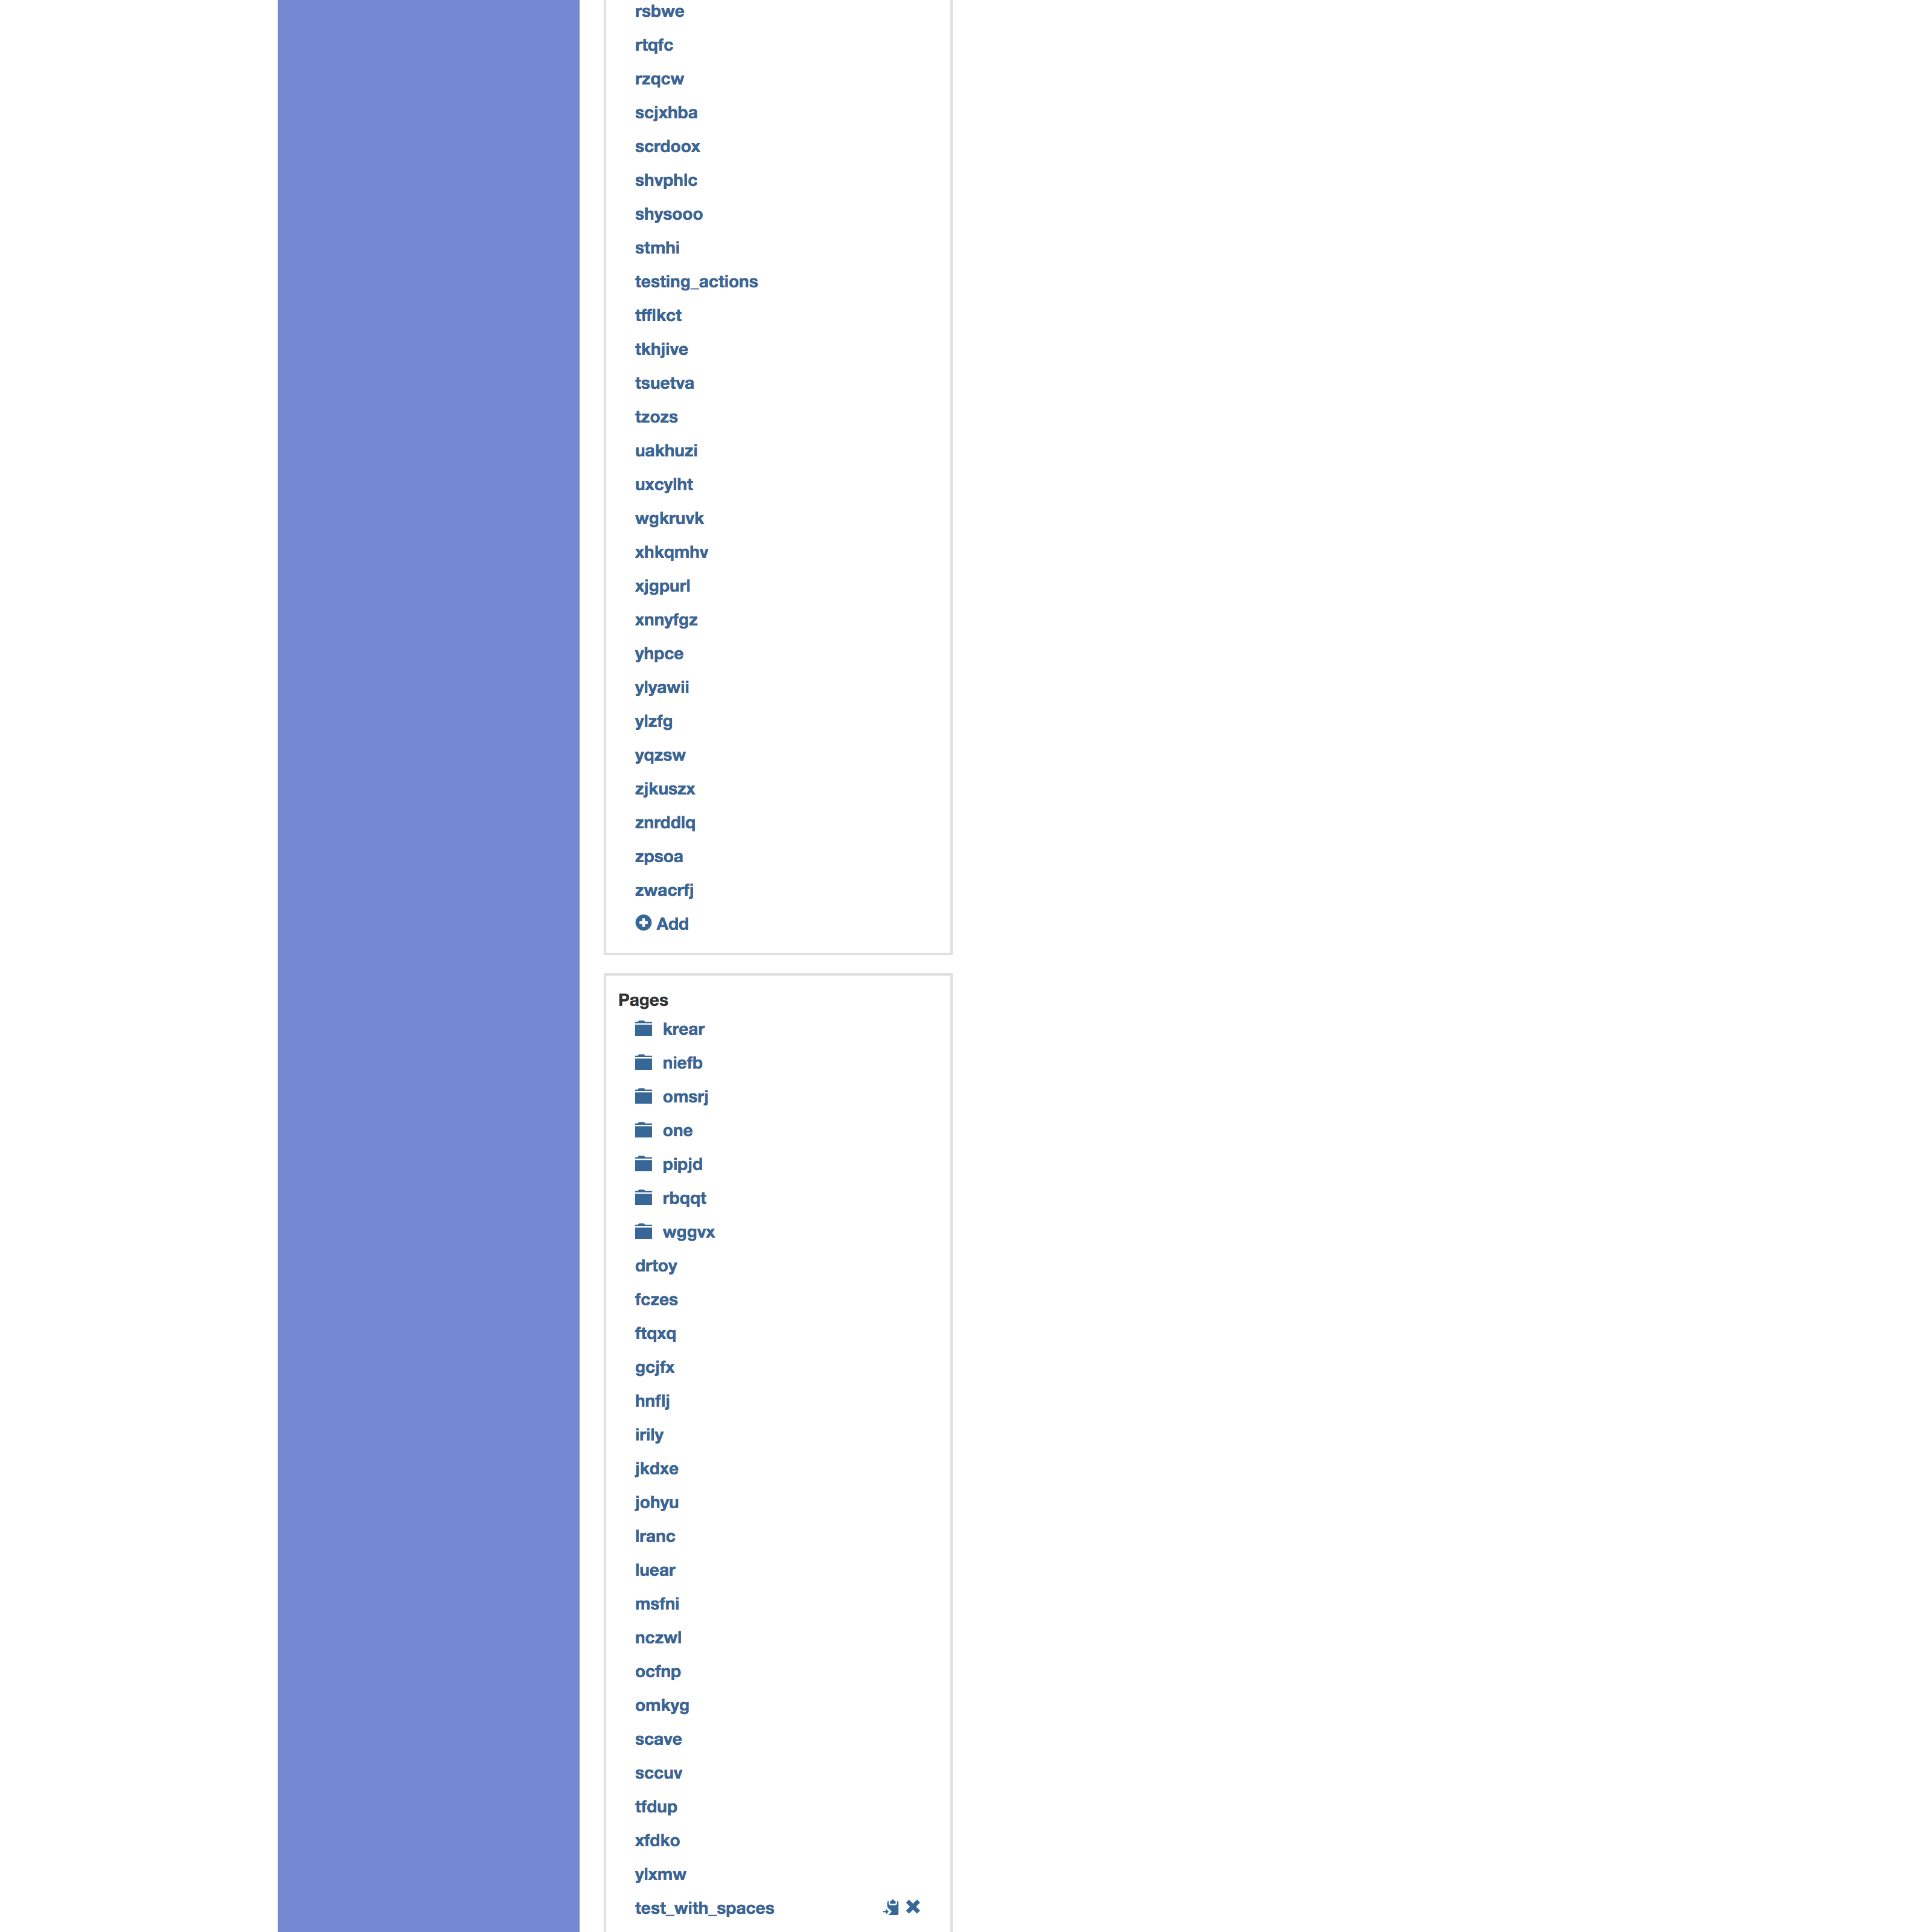 rsbwe
rtqfc
rzqcw
scjxhba
scrdoox
shvphlc
shysooo
stmhi
testing_actions
tfflkct
tkhjive
tsuetva
tzozs
uakhuzi
uxcylht
wgkruvk
xhkqmhv
xjgpurl
xnnyfgz
yhpce
ylyawii
ylzfg
yqzsw
zjkuszx
znrddlq
zpsoa
zwacrfj
Add
Pages
krear
niefb
omsrj
one
pipjd
rbqqt
wggvx
drtoy
fczes
ftqxq
gcjfx
hnflj
irily
jkdxe
johyu
lranc
luear
msfni
nczwl
ocfnp
omkyg
scave
sccuv
tfdup
xfdko
ylxmw
test_with_spaces